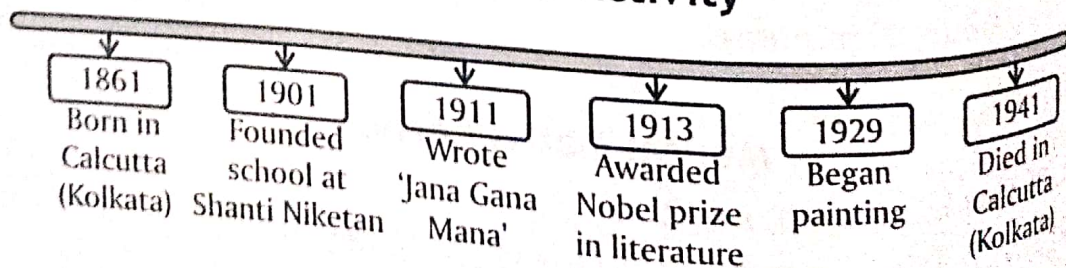 1861
Born in
Calcutta
(Kolkata)
1901
Founded
school at
Shanti Niketan
1911
Wrote
'Jana Gana
Mana'
1913
Awarded
Nobel prize
in literature
1929
Began
painting
1941
Died in
Calcutta
(Kolkata)